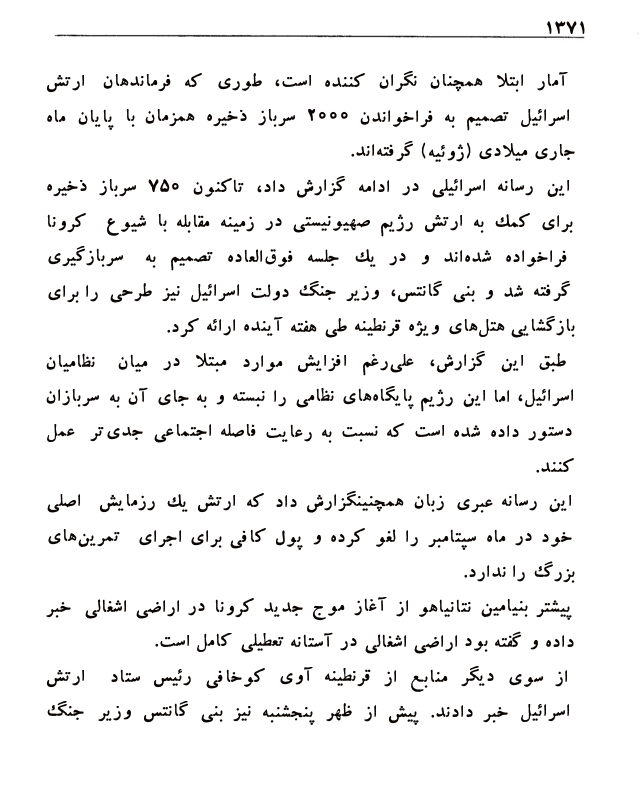 ۱۳۷۱
آمار ابتلا همچنان نگران کننده است، طوری که فرماندهان ارتش
اسرائیل تصمیم به فراخواندن ۲۰۰۰ سرباز ذخیره همزمان با پایان ماه
جاری میلادی (ژوئیه) گرفته‌اند.
این رسانه اسرائیلی در ادامه گزارش داد، تاکنون ۷۵۰ سرباز ذخیره
برای کمك به ارتش رژیم صهیونیستی در زمینه مقابله با شیوع کرونا
فراخواده شده‌اند و در یك جلسه فوق‌العاده تصمیم به سربازگیری
گرفته شد و بنی گانتس، وزیر جنگ دولت اسرائیل نیز طرحی را برای
بازگشایی هتل‌های ویژه قرنطینه طی هفته آینده ارائه کرد.
طبق این گزارش، علی‌رغم افزایش موارد مبتلا در میان نظامیان
اسرائیل، اما این رژیم پایگاه‌های نظامی را نبسته و به جای آن به سربازان
دستور داده شده است که نسبت به رعایت فاصله اجتماعی جدی‌تر عمل
کنند.
این رسانه عبری زبان همچنینگزارش داد که ارتش یك رزمایش اصلی
خود در ماه سپتامبر را لغو کرده و پول کافی برای اجرای تمرین‌های
بزرگ را ندارد.
پیشتر بنیامین نتانیاهو از آغاز موج جدید کرونا در اراضی اشغالی خبر
داده و گفته بود اراضی اشغالی در آستانه تعطیلی کامل است.
از سوی دیگر منابع از قرنطینه آوی کوخافی رئیس ستاد ارتش
اسرائیل خبر دادند. پیش از ظهر پنجشنبه نیز بنی گانتس وزیر جنگ